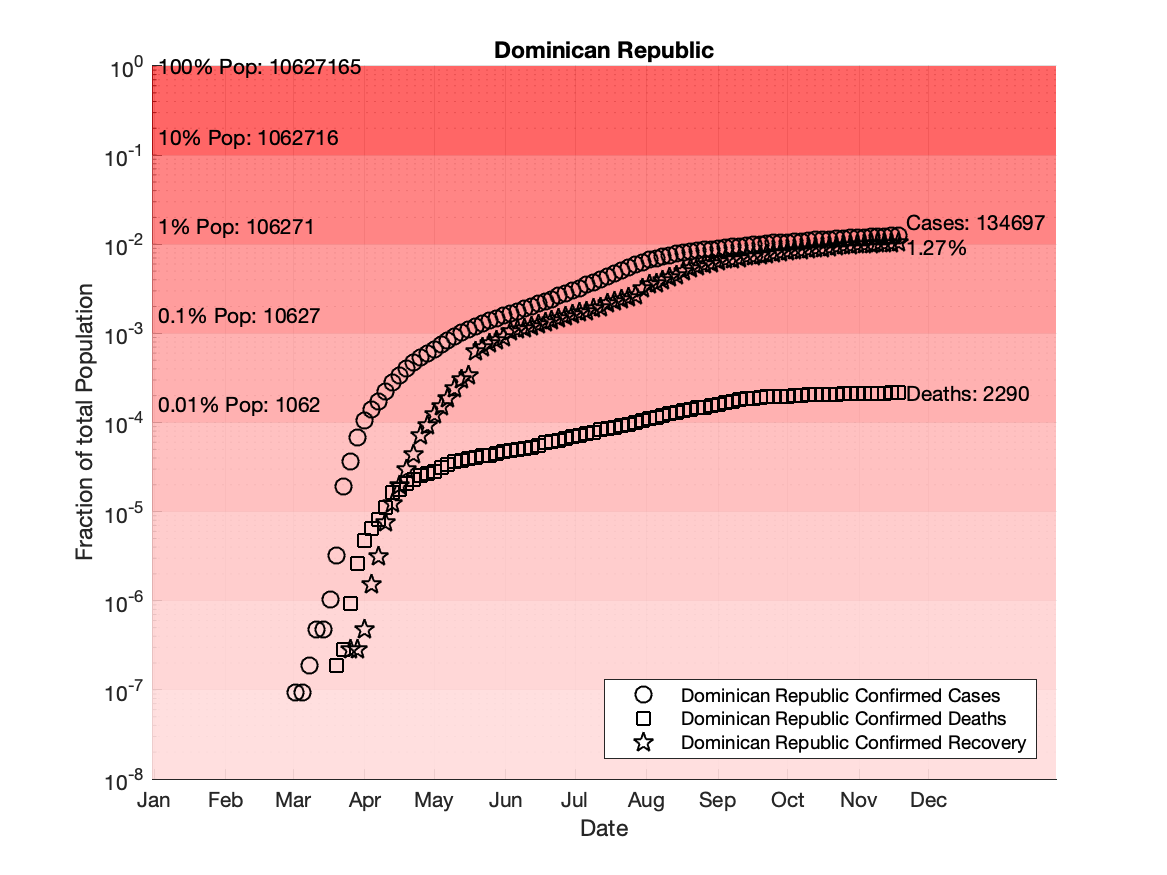 Dominican Republic
10^0
100% Pop: 10627165
10% Pop: 1062716
10^-1
1% Pop: 106271
Cases: 134697
10^-2
1.27%
0.1% Pop: 10627
10^-3
0.01% Pop: 1062
Deaths: 2290
10^-4
10^-5
10^-6
10^-7
10^-8
Fraction of total Population
Dominican Republic Confirmed Cases
Dominican Republic Confirmed Deaths
Dominican Republic Confirmed Recovery
Jan Feb Mar Apr May Jun Jul Aug Sep Oct Nov Dec
Date